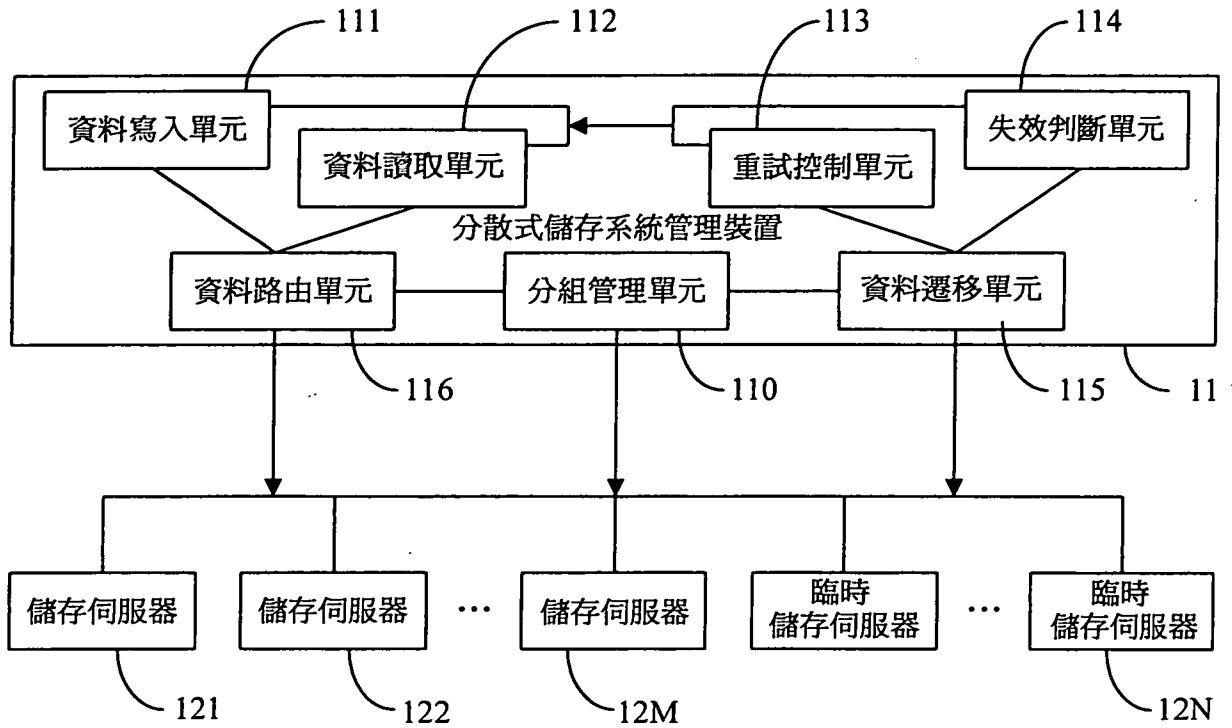 111
112
113
114
資料寫入單元
資料讀取單元
重試控制單元
失效判斷單元
分散式儲存系統管理裝置
資料路由單元
分組管理單元
資料遷移單元
116
110
115
11
儲存伺服器
儲存伺服器
...
儲存伺服器
臨時
儲存伺服器
...
臨時
儲存伺服器
121
122
12M
12N